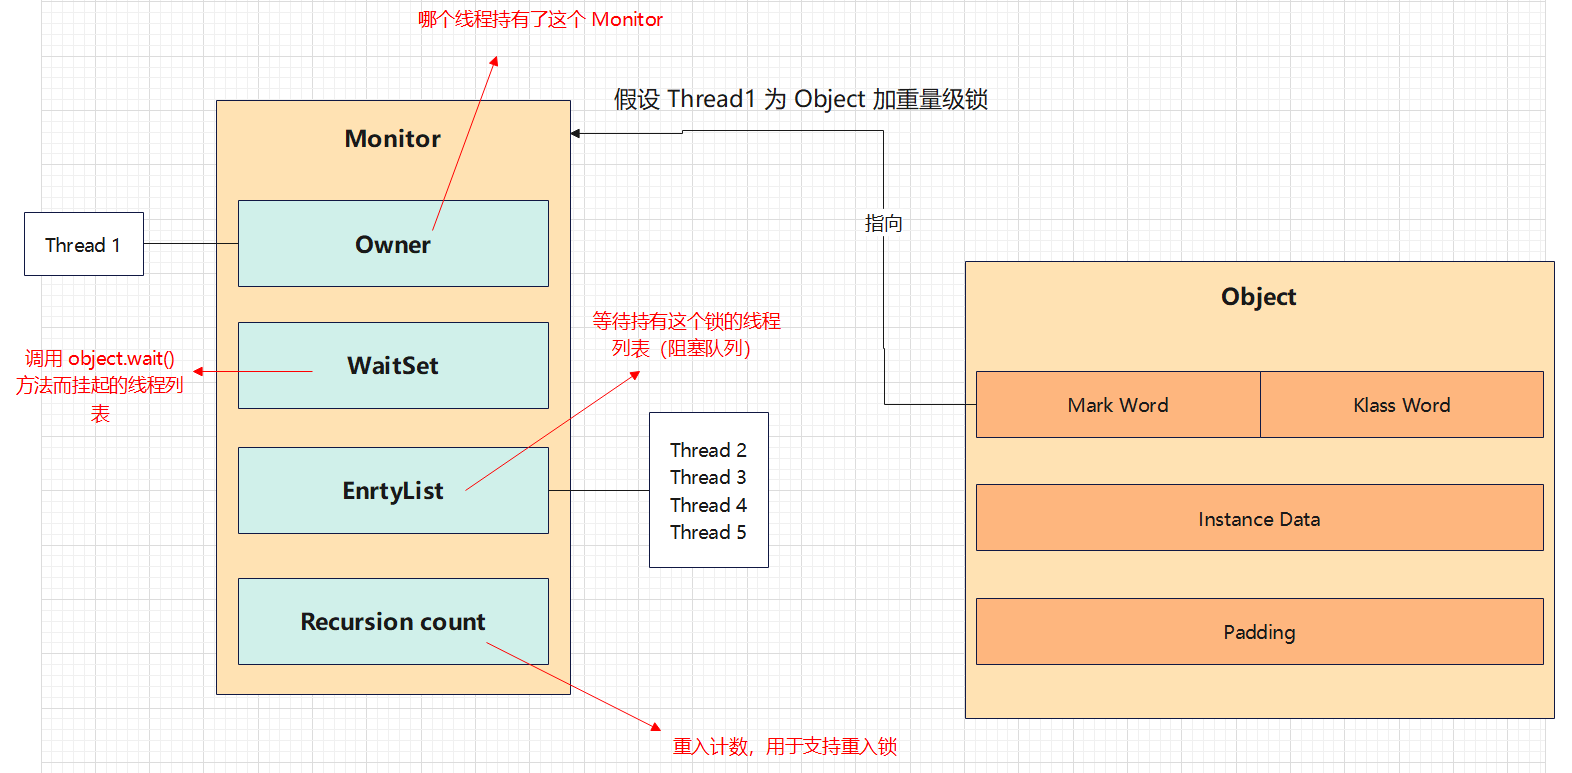 哪个线程持有了这个 Monitor
假设 Thread1 为 Object 加重量级锁
Monitor
Thread 1
Owner
指向
WaitSet
调用 object.wait()
方法而挂起的线程列
表
等待持有这个锁的线程
列表（阻塞队列）
EnrtyList
Thread 2
Thread 3
Thread 4
Thread 5
Recursion count
重入计数，用于支持重入锁
Object
Mark Word
Klass Word
Instance Data
Padding